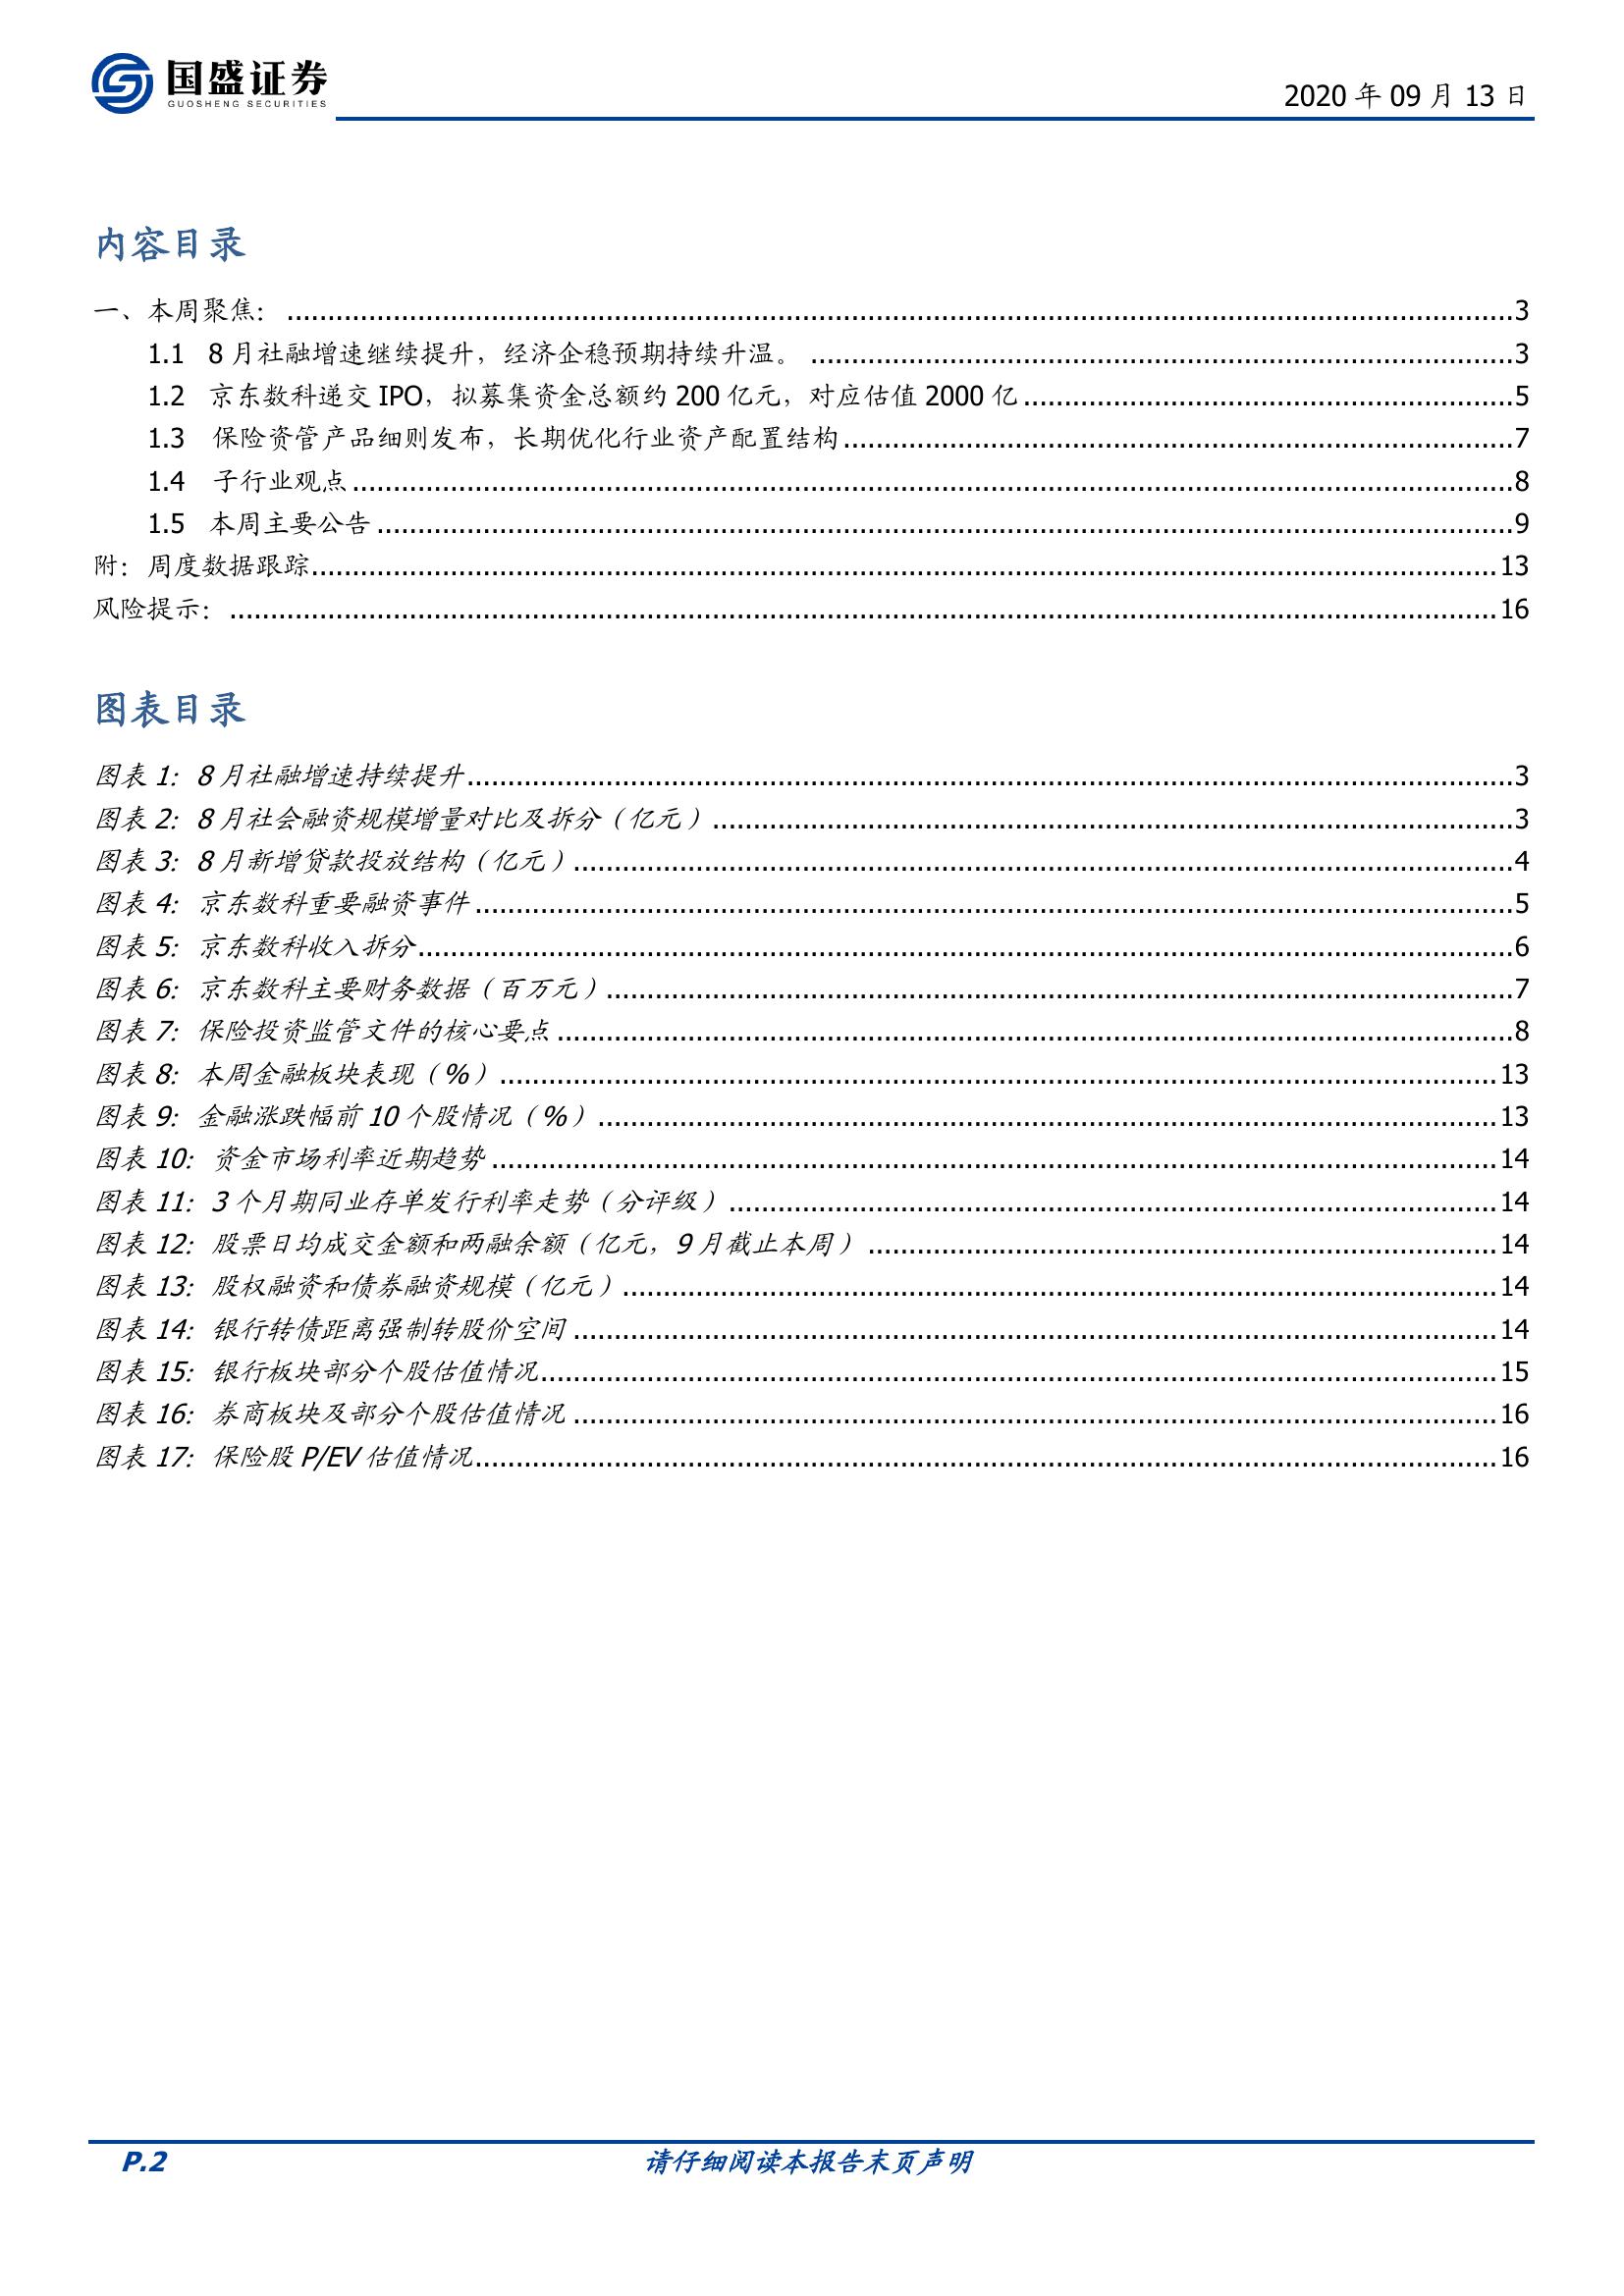 国盛证券
GUOSHENG SECURITIES
2020 年 09 月 13 日
内容目录
一、本周聚焦： ........ 3
1.1 8 月社融增速继续提升，经济企稳预期持续升温。 ........ 3
1.2 京东数科递交 IPO，拟募集资金总额约 200 亿元，对应估值 2000 亿 ........ 5
1.3 保险资管产品细则发布，长期优化行业资产配置结构 ........ 7
1.4 子行业观点 ........ 8
1.5 本周主要公告 ........ 9
附：周度数据跟踪 ........ 13
风险提示： ........ 16
图表目录
图表 1: 8 月社融增速持续提升 ........ 3
图表 2: 8 月社会融资规模增量对比及拆分（亿元） ........ 3
图表 3: 8 月新增贷款投放结构（亿元） ........ 4
图表 4: 京东数科重要融资事件 ........ 5
图表 5: 京东数科收入拆分 ........ 6
图表 6: 京东数科主要财务数据（百万元） ........ 7
图表 7: 保险投资监管文件的核心要点 ........ 8
图表 8: 本周金融板块表现（%） ........ 13
图表 9: 金融涨跌幅前 10 个股情况（%） ........ 13
图表 10: 资金市场利率近期趋势 ........ 14
图表 11: 3 个月期同业存单发行利率走势（分评级） ........ 14
图表 12: 股票日均成交金额和两融余额（亿元，9 月截止本周） ........ 14
图表 13: 股权融资和债券融资规模（亿元） ........ 14
图表 14: 银行转债距离强制转股价空间 ........ 14
图表 15: 银行板块部分个股估值情况 ........ 15
图表 16: 券商板块及部分个股估值情况 ........ 16
图表 17: 保险股 P/EV 估值情况 ........ 16
P.2
请仔细阅读本报告末页声明